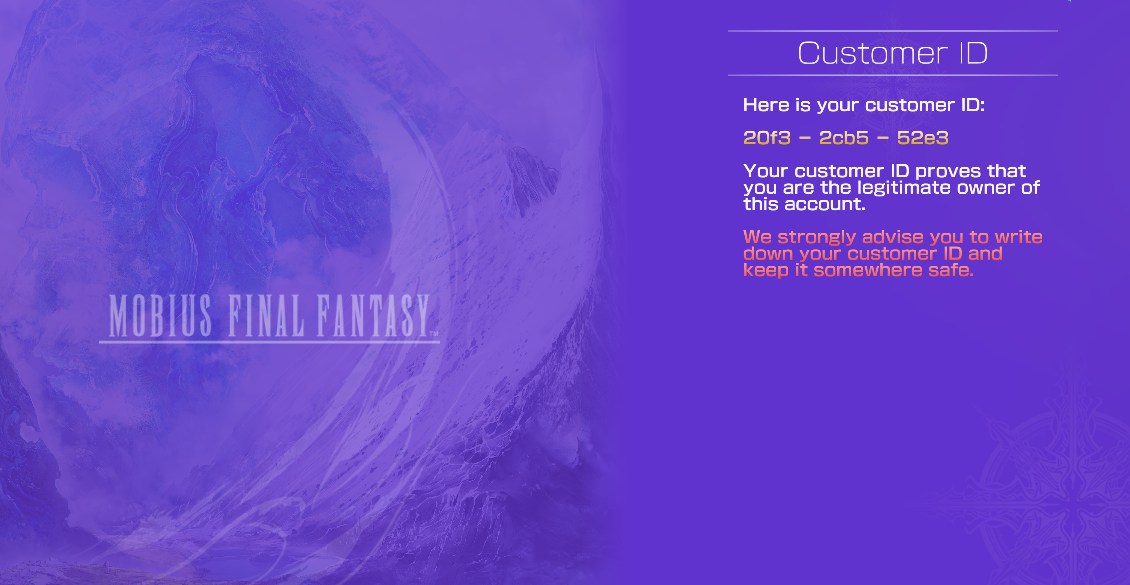 Customer ID
Here is your customer ID:
20f3 – 2cb5 – 52e3
Your customer ID proves that
you are the legitimate owner of
this account.
We strongly advise you to write
down your customer ID and
keep it somewhere safe.
MOBIUS FINAL FANTASY™